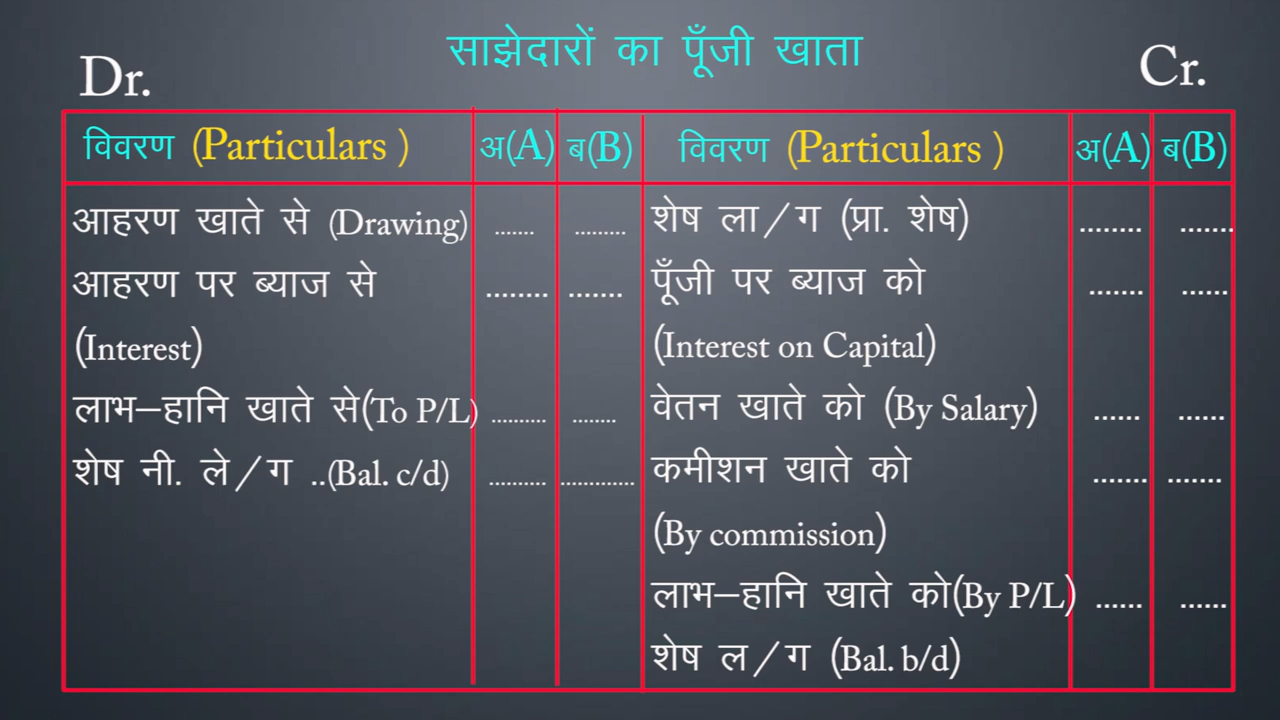 साझेदारों का पूँजी खाता
Dr. Cr.
विवरण (Particulars ) अ(A) ब(B) विवरण (Particulars ) अ(A) ब(B)
आहरण खाते से (Drawing) ....... ......... शेष ला/ग (प्रा. शेष) ........ .......
आहरण पर ब्याज से ........ ....... पूँजी पर ब्याज को ....... ......
(Interest) (Interest on Capital)
लाभ–हानि खाते से(To P/L) .......... ........ वेतन खाते को (By Salary) ...... ......
शेष नी. ले/ग ..(Bal. c/d) .......... ............. कमीशन खाते को ....... .......
(By commission)
लाभ–हानि खाते को(By P/L) ...... ......
शेष ल/ग (Bal. b/d)